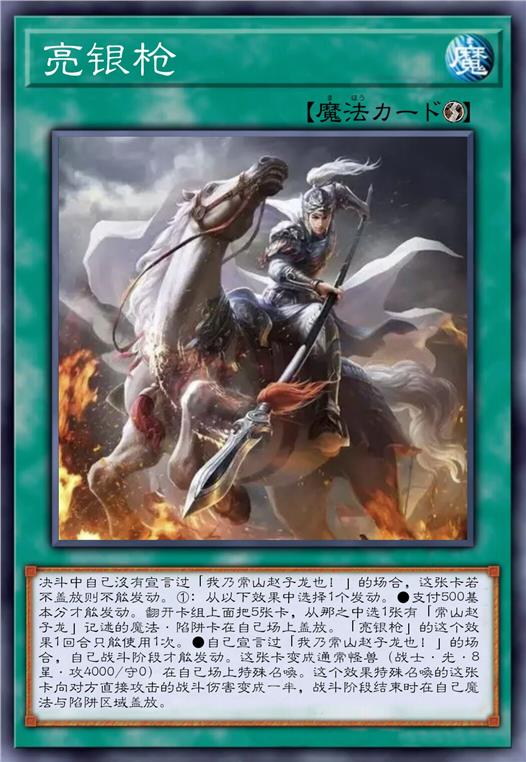 亮银枪
魔
まほう
【魔法カード】
决斗中自己没有宣言过「我乃常山赵子龙也！」的场合，这张卡若
不盖放则不能发动。①：从以下效果中选择1个发动。●支付500基
本分才能发动。翻开卡组上面把5张卡，从那之中选1张有「常山赵
子龙」记述的魔法·陷阱卡在自己场上盖放。「亮银枪」的这个效
果1回合只能使用1次。●自己宣言过「我乃常山赵子龙也！」的场
合，自己战斗阶段才能发动。这张卡变成通常怪兽（战士·光·8
星·攻4000/守0）在自己场上特殊召唤。这个效果特殊召唤的这张
卡向对方直接攻击的战斗伤害变成一半，战斗阶段结束时在自己魔
法与陷阱区域盖放。